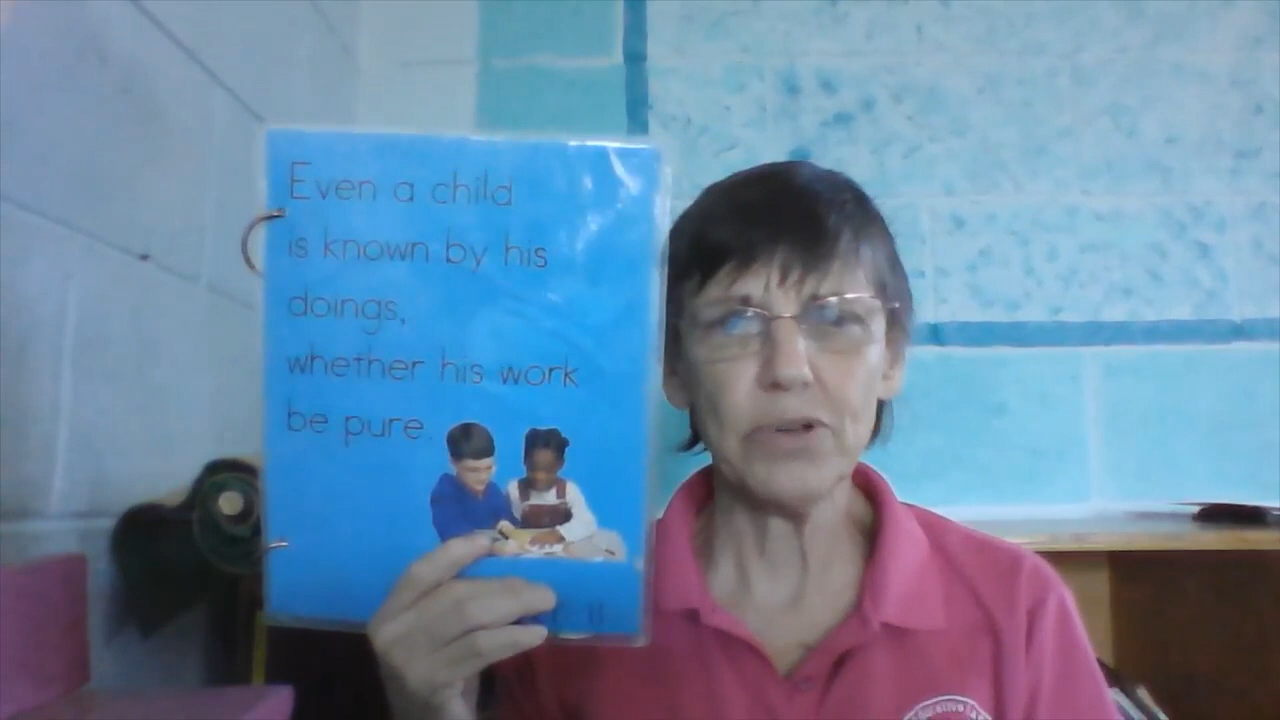 Even a child
is known by his
doings,
whether his work
be pure.